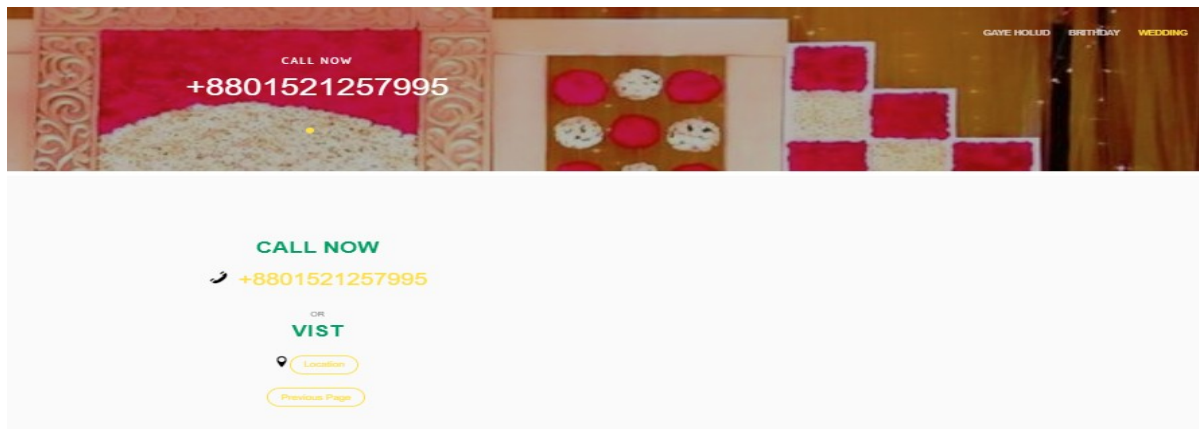 GAYE HOLUD BRITHDAY WEDDING
CALL NOW
+8801521257995
CALL NOW
+8801521257995
OR
VIST
Location
Previous Page